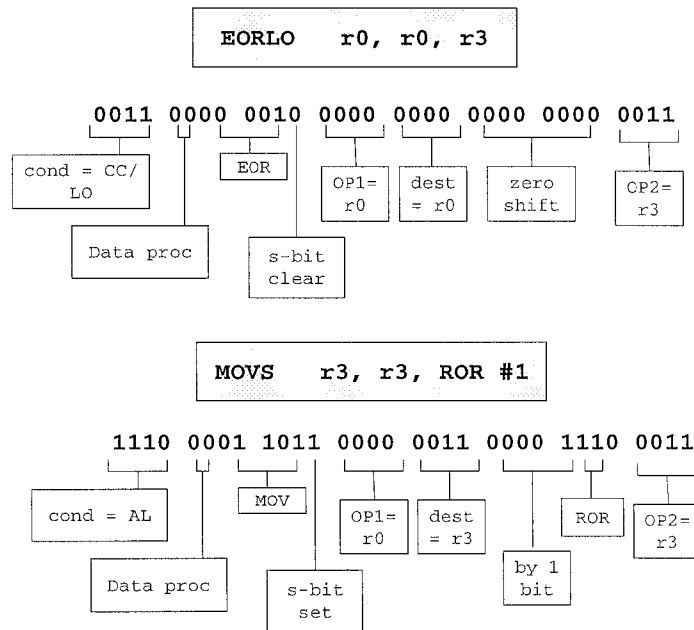 EORLO r0, r0, r3
0011 0000 0010 0000 0000 0000 0000 0011
cond = CC/
LO
EOR
OP1=
r0
dest
= r0
zero
shift
OP2=
r3
Data proc
s-bit
clear
MOVS r3, r3, ROR #1
1110 0001 1011 0000 0011 0000 1110 0011
cond = AL
MOV
OP1=
r0
dest
= r3
ROR
OP2=
r3
Data proc
by 1
bit
s-bit
set